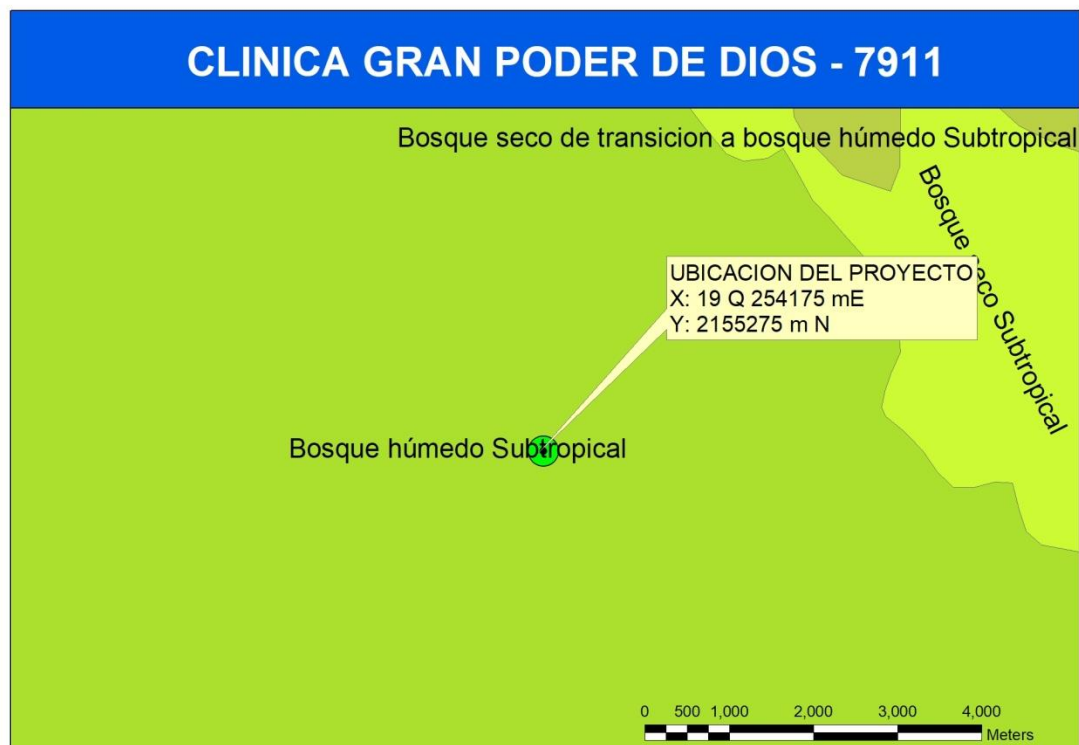 CLINICA GRAN PODER DE DIOS - 7911
Bosque seco de transicion a bosque húmedo Subtropical
Bosque seco Subtropical
UBICACION DEL PROYECTO
X: 19 Q 254175 mE
Y: 2155275 m N
Bosque húmedo Subtropical
0 500 1,000 2,000 3,000 4,000
Meters